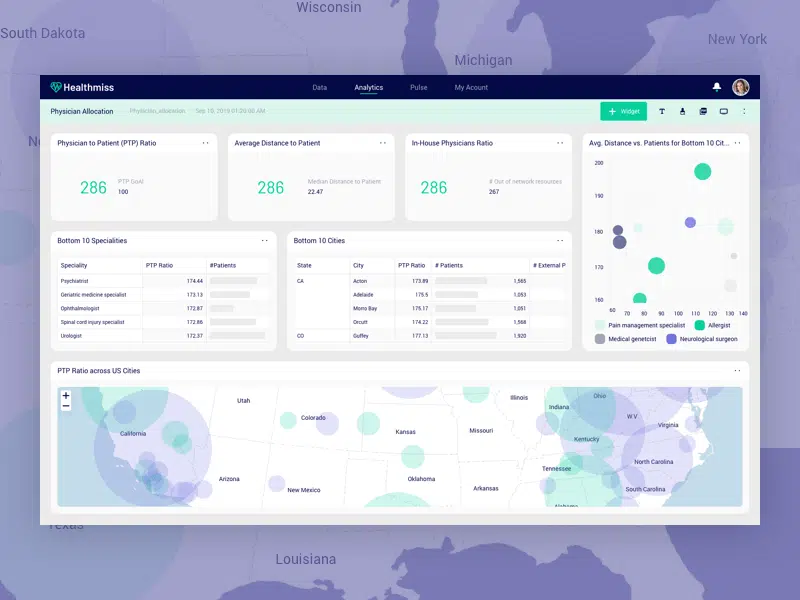 Wisconsin
South Dakota
New York
Michigan
Healthmiss
Data
Analytics
Pulse
My Acount
Physician Allocation
Physicain_allocation
Sep 10, 2019 01:20:00 AM
+ Widget
Physician to Patient (PTP) Ratio
286
PTP GoAl
100
Average Distance to Patient
286
Median Distance to Patient
22.47
In-House Physicians Ratio
286
# Out of network resources
267
Avg. Distance vs. Patients for Bottom 10 Cit...
200
190
180
170
160
60 70 80 90 100 110 120 130 140
Pain management specialist
Allergist
Medical genetcist
Neurological surgeon
Bottom 10 Specialities
Speciality PTP Ratio #Patients
Psychiatrist 174.44
Geriatric medicine specialist 173.13
Ophthalmologist 172.87
Spinal cord injury specialist 172.86
Urologist 172.37
Bottom 10 Cities
State City PTP Ratio # Patients # External P
CA Acton 173.89 1,565
Adelaide 175.5 1,053
Morro Bay 175.17 1,051
Orcutt 174.22 1,568
CO Guffey 177.13 1,920
PTP Ratio across US Cities
+
−
Utah
Colorado
California
Kansas
Arizona
New Mexico
Oklahoma
Illinois
Missouri
Arkansas
Indiana
Ohio
W.V
Virginia
Kentucky
Tennessee
North Carolina
South Carolina
Alabama
Texas
Louisiana